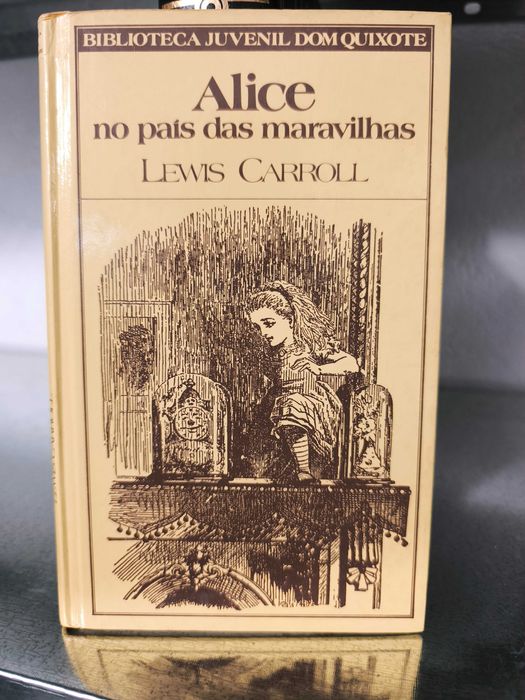 BIBLIOTECA JUVENIL DOM QUIXOTE
Alice
no país das maravilhas
LEWIS CARROLL